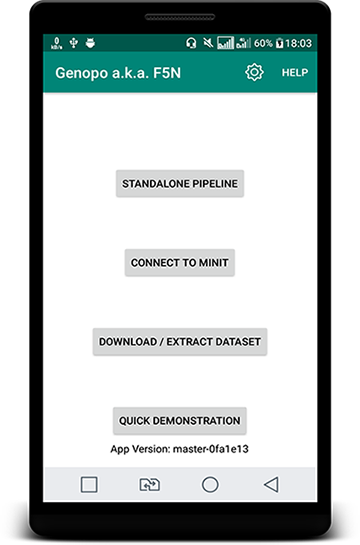 0 kB/s 60% 18:03
Genopo a.k.a. F5N HELP
STANDALONE PIPELINE
CONNECT TO MINIT
DOWNLOAD / EXTRACT DATASET
QUICK DEMONSTRATION
App Version: master-0fa1e13